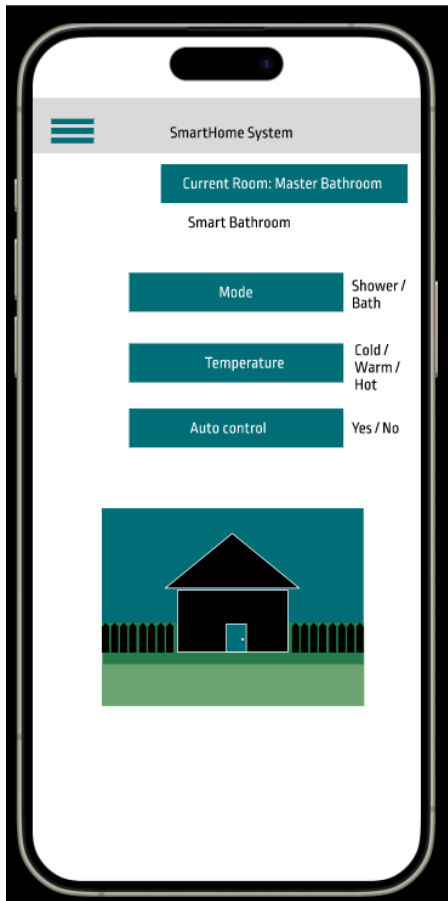 SmartHome System
Current Room: Master Bathroom
Smart Bathroom
Mode
Shower /
Bath
Temperature
Cold /
Warm /
Hot
Auto control
Yes / No